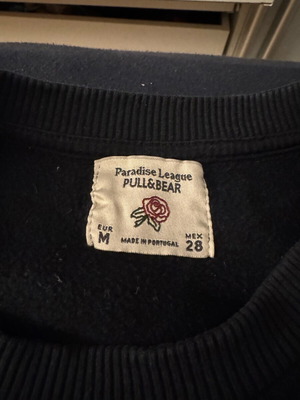 Paradise League
PULL&BEAR
EUR
M
MEX
28
MADE IN PORTUGAL